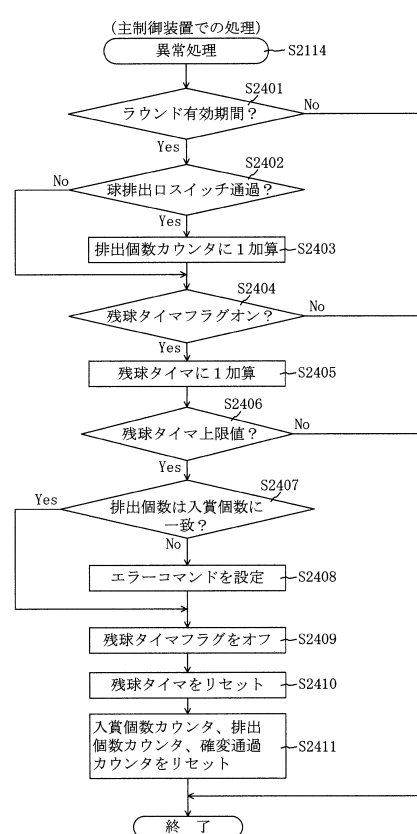 (主制御装置での処理)
異常処理
S2114
S2401
ラウンド有効期間？
No
Yes
S2402
No
球排出口スイッチ通過？
Yes
排出個数カウンタに１加算
S2403
S2404
残球タイマフラグオン？
No
Yes
残球タイマに１加算
S2405
S2406
残球タイマ上限値？
No
Yes
S2407
Yes
排出個数は入賞個数に
一致？
No
エラーコマンドを設定
S2408
残球タイマフラグをオフ
S2409
残球タイマをリセット
S2410
入賞個数カウンタ、排出
個数カウンタ、確変通過
カウンタをリセット
S2411
終　了